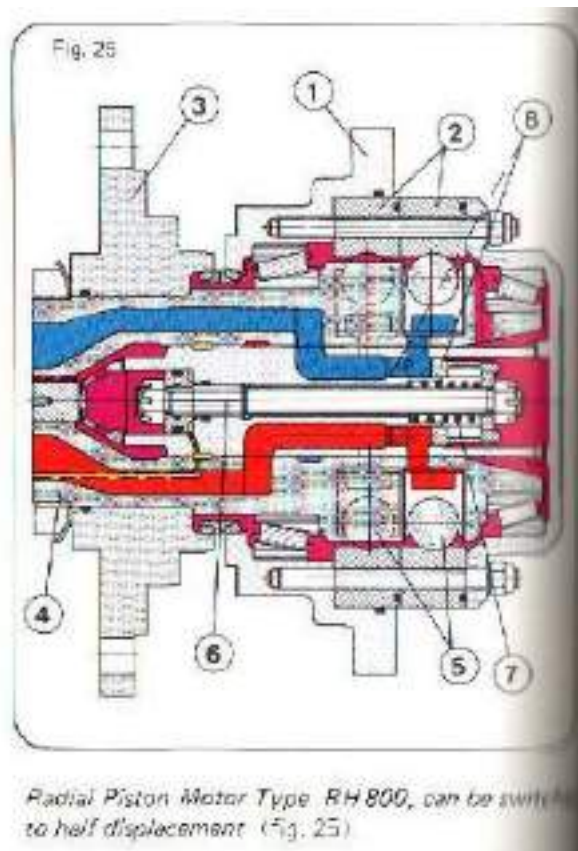 Fig. 25
1
3
2
8
4
6
5
7
Radial Piston Motor Type RH 800, can be
to half displacement (Fig. 25)